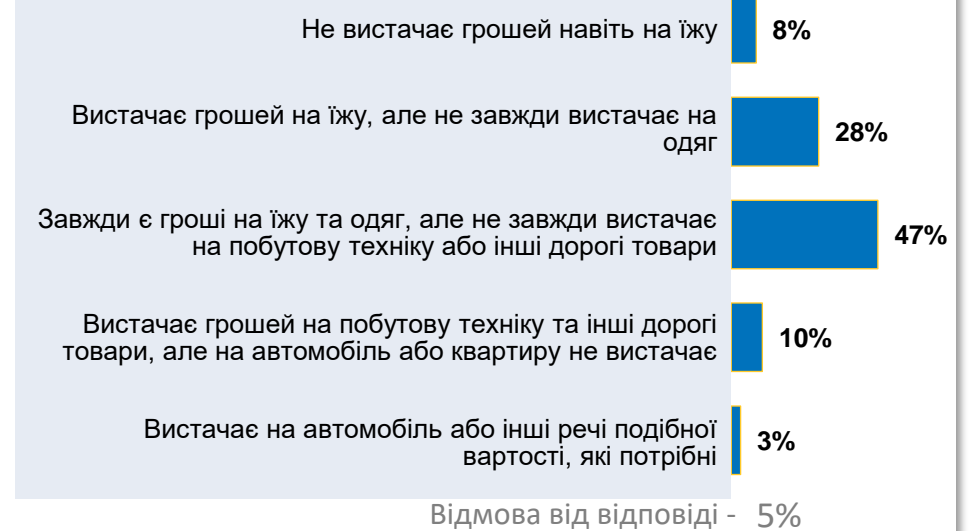 Не вистачає грошей навіть на їжу 8%
Вистачає грошей на їжу, але не завжди вистачає на
одяг 28%
Завжди є гроші на їжу та одяг, але не завжди вистачає
на побутову техніку або інші дорогі товари 47%
Вистачає грошей на побутову техніку та інші дорогі
товари, але на автомобіль або квартиру не вистачає 10%
Вистачає на автомобіль або інші речі подібної
вартості, які потрібні 3%
Відмова від відповіді - 5%